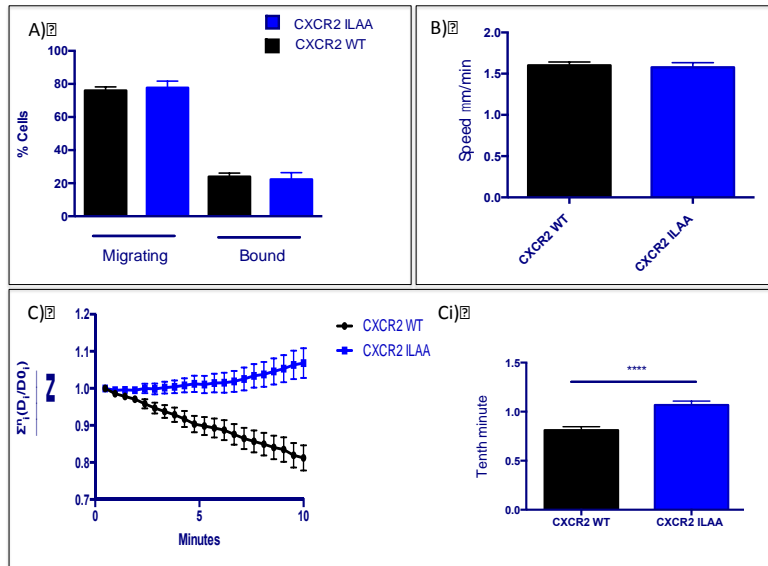 A)
CXCR2 ILAA
CXCR2 WT
100
80
60
40
20
0
% Cells
Migrating
Bound
B)
2.0
1.5
1.0
0.5
0.0
Speed mm/min
CXCR2 WT
CXCR2 ILAA
C)
1.2
1.1
1.0
0.9
0.8
0.7
Σⁿᵢ(Dᵢ/D0ᵢ)
N
0
5
10
Minutes
CXCR2 WT
CXCR2 ILAA
Ci)
1.5
1.0
0.5
0.0
Tenth minute
****
CXCR2 WT
CXCR2 ILAA